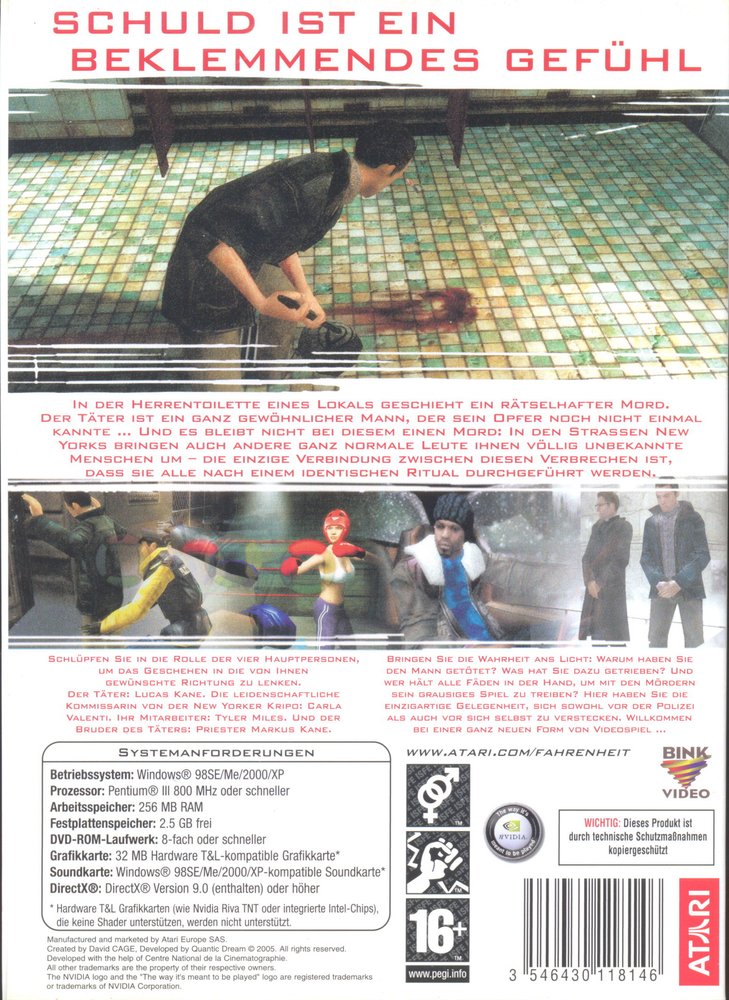 SCHULD IST EIN
BEKLEMMENDES GEFÜHL
IN DER HERRENTOILETTE EINES LOKALS GESCHIEHT EIN RÄTSELHAFTER MORD.
DER TÄTER IST EIN GANZ GEWÖHNLICHER MANN, DER SEIN OPFER NOCH NICHT EINMAL
KANNTE ... UND ES BLEIBT NICHT BEI DIESEM EINEN MORD: IN DEN STRASSEN NEW
YORKS BRINGEN AUCH ANDERE GANZ NORMALE LEUTE IHNEN VÖLLIG UNBEKANNTE
MENSCHEN UM – DIE EINZIGE VERBINDUNG ZWISCHEN DIESEN VERBRECHEN IST,
DASS SIE ALLE NACH EINEM IDENTISCHEN RITUAL DURCHGEFÜHRT WERDEN.
SCHLÜPFEN SIE IN DIE ROLLE DER VIER HAUPTPERSONEN,
UM DAS GESCHEHEN IN DIE VON IHNEN
GEWÜNSCHTE RICHTUNG ZU LENKEN.
DER TÄTER: LUCAS KANE. DIE LEIDENSCHAFTLICHE
KOMMISSARIN VON DER NEW YORKER KRIPO: CARLA
VALENTI. IHR MITARBEITER: TYLER MILES. UND DER
BRUDER DES TÄTERS: PRIESTER MARKUS KANE.
BRINGEN SIE DIE WAHRHEIT ANS LICHT: WARUM HABEN SIE
DEN MANN GETÖTET? WAS HAT SIE DAZU GETRIEBEN? UND
WER HÄLT ALLE FÄDEN IN DER HAND, UM MIT DEN MÖRDERN
SEIN GRAUSIGES SPIEL ZU TREIBEN? HIER HABEN SIE DIE
EINZIGARTIGE GELEGENHEIT, SICH SOWOHL VOR DER POLIZEI
ALS AUCH VOR SICH SELBST ZU VERSTECKEN. WILLKOMMEN
BEI EINER GANZ NEUEN FORM VON VIDEOSPIEL ...
SYSTEMANFORDERUNGEN
Betriebssystem: Windows® 98SE/Me/2000/XP
Prozessor: Pentium® III 800 MHz oder schneller
Arbeitsspeicher: 256 MB RAM
Festplattenspeicher: 2.5 GB frei
DVD-ROM-Laufwerk: 8-fach oder schneller
Grafikkarte: 32 MB Hardware T&L-kompatible Grafikkarte*
Soundkarte: Windows® 98SE/Me/2000/XP-kompatible Soundkarte*
DirectX®: DirectX® Version 9.0 (enthalten) oder höher
* Hardware T&L Grafikkarten (wie Nvidia Riva TNT oder integrierte Intel-Chips),
die keine Shader unterstützen, werden nicht unterstützt.
Manufactured and marketed by Atari Europe SAS.
Created by David CAGE, Developed by Quantic Dream © 2005. All rights reserved.
Developed with the help of Centre National de la Cinematographie.
All other trademarks are the property of their respective owners.
The NVIDIA logo and the "The way it's meant to be played" logo are registered trademarks
or trademarks of NVIDIA Corporation.
WWW.ATARI.COM/FAHRENHEIT
BINK
VIDEO
16+
www.pegi.info
The way it's
NVIDIA
meant to be played
WICHTIG: Dieses Produkt ist
durch technische Schutzmaßnahmen
kopiergeschützt
3 546430 118146
ATARI